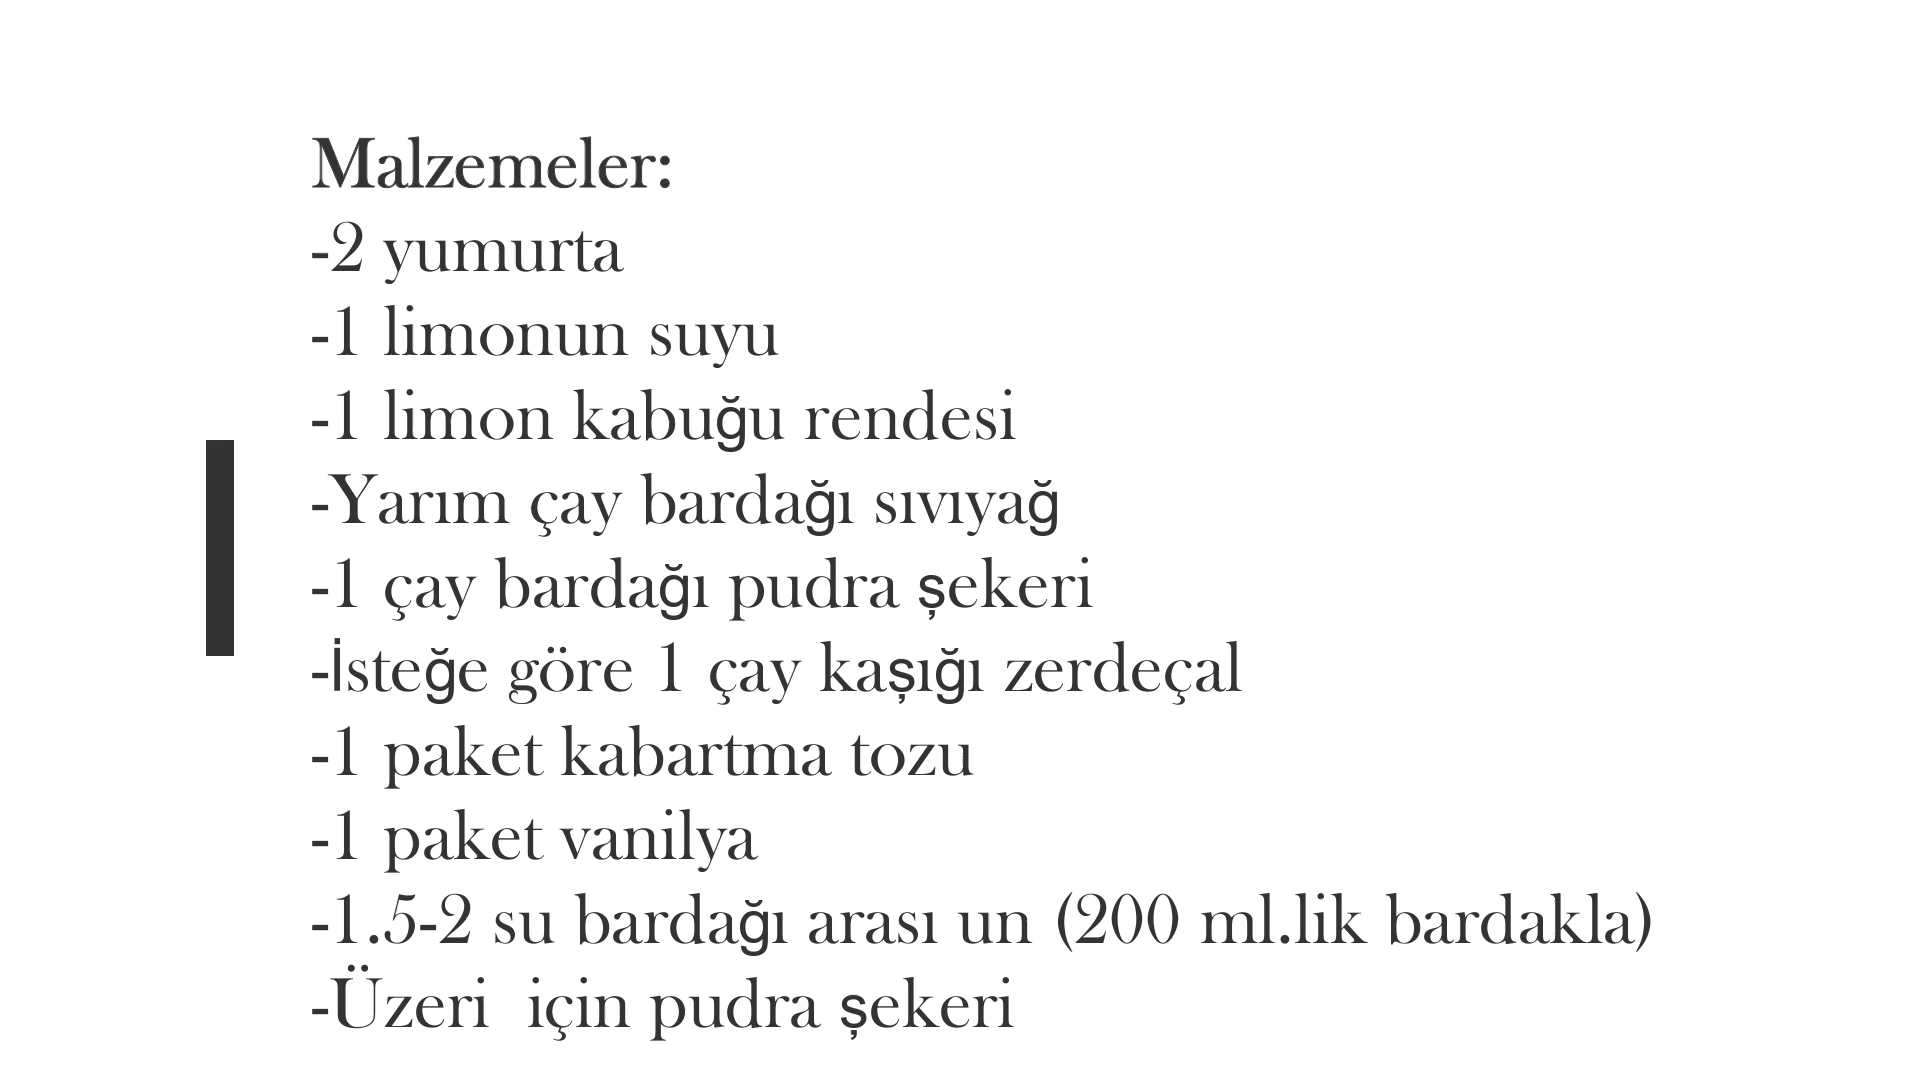 Malzemeler:
-2 yumurta
-1 limonun suyu
-1 limon kabuğu rendesi
-Yarım çay bardağı sıvıyağ
-1 çay bardağı pudra şekeri
-İsteğe göre 1 çay kaşığı zerdeçal
-1 paket kabartma tozu
-1 paket vanilya
-1.5-2 su bardağı arası un (200 ml.lik bardakla)
-Üzeri  için pudra şekeri